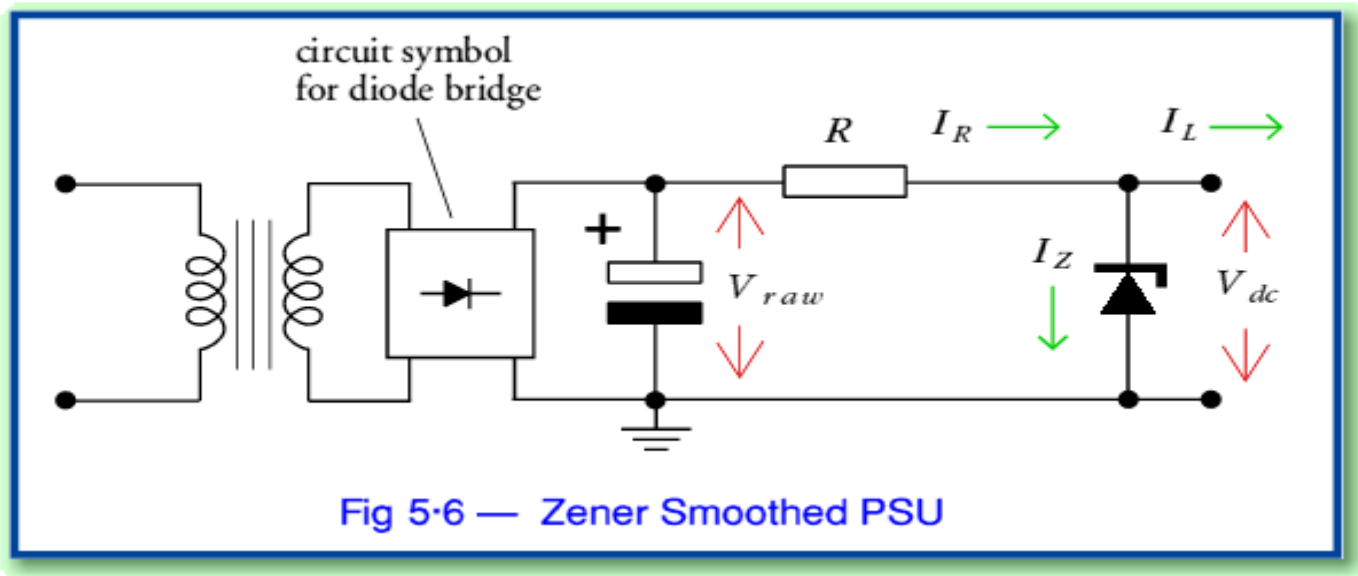 circuit symbol
for diode bridge
R
I_R
I_L
+
V_raw
I_Z
V_dc
Fig 5·6 — Zener Smoothed PSU